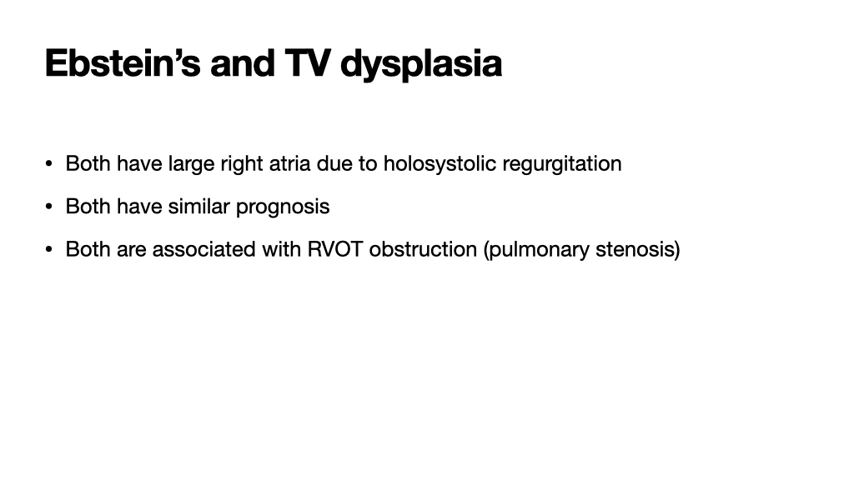 Ebstein’s and TV dysplasia
• Both have large right atria due to holosystolic regurgitation
• Both have similar prognosis
• Both are associated with RVOT obstruction (pulmonary stenosis)